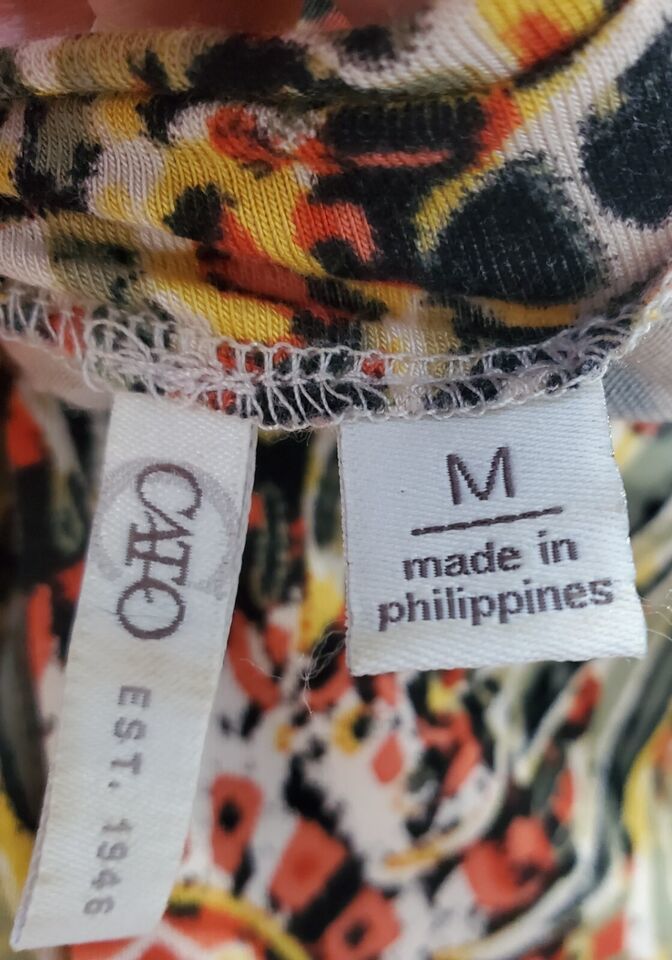 CATO
EST. 1946
M
made in
philippines